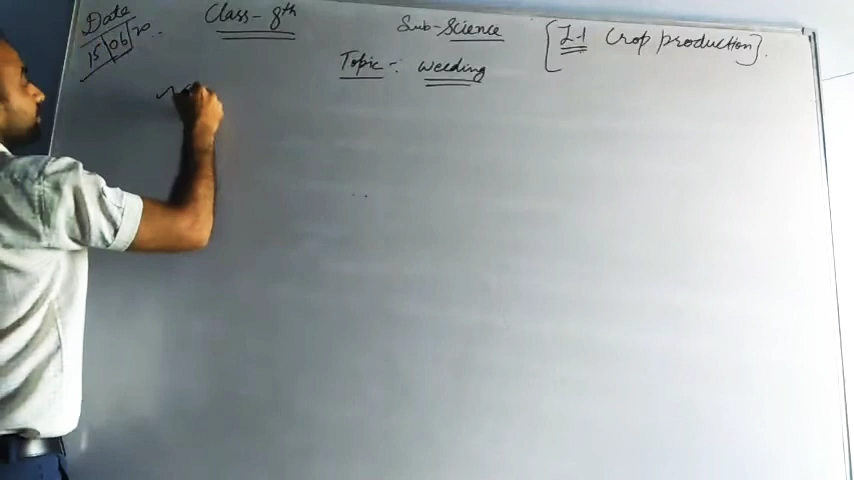 Date
15/06/20.
Class- 8th
Sub-Science
[L-1 Crop production].
Topic-: Weeding